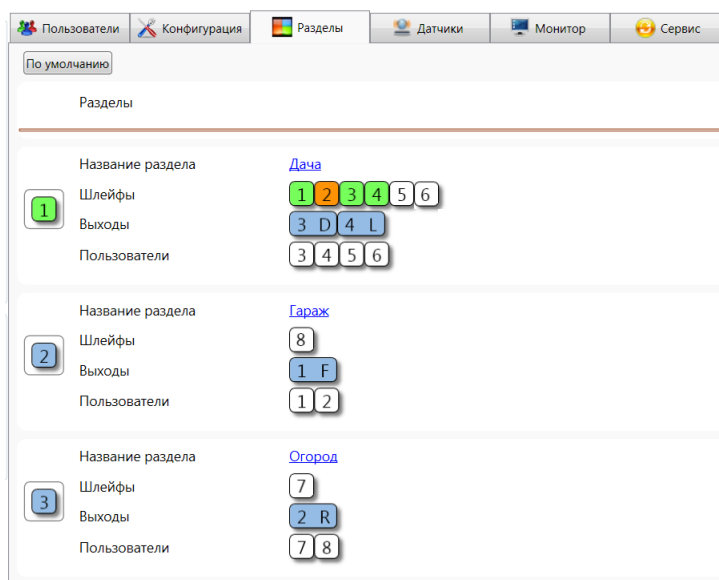 Пользователи Конфигурация Разделы Датчики Монитор Сервис
По умолчанию
Разделы
Название раздела Дача
Шлейфы 1 2 3 4 5 6
1
Выходы 3 D 4 L
Пользователи 3 4 5 6
Название раздела Гараж
Шлейфы 8
2
Выходы 1 F
Пользователи 1 2
Название раздела Огород
Шлейфы 7
3
Выходы 2 R
Пользователи 7 8